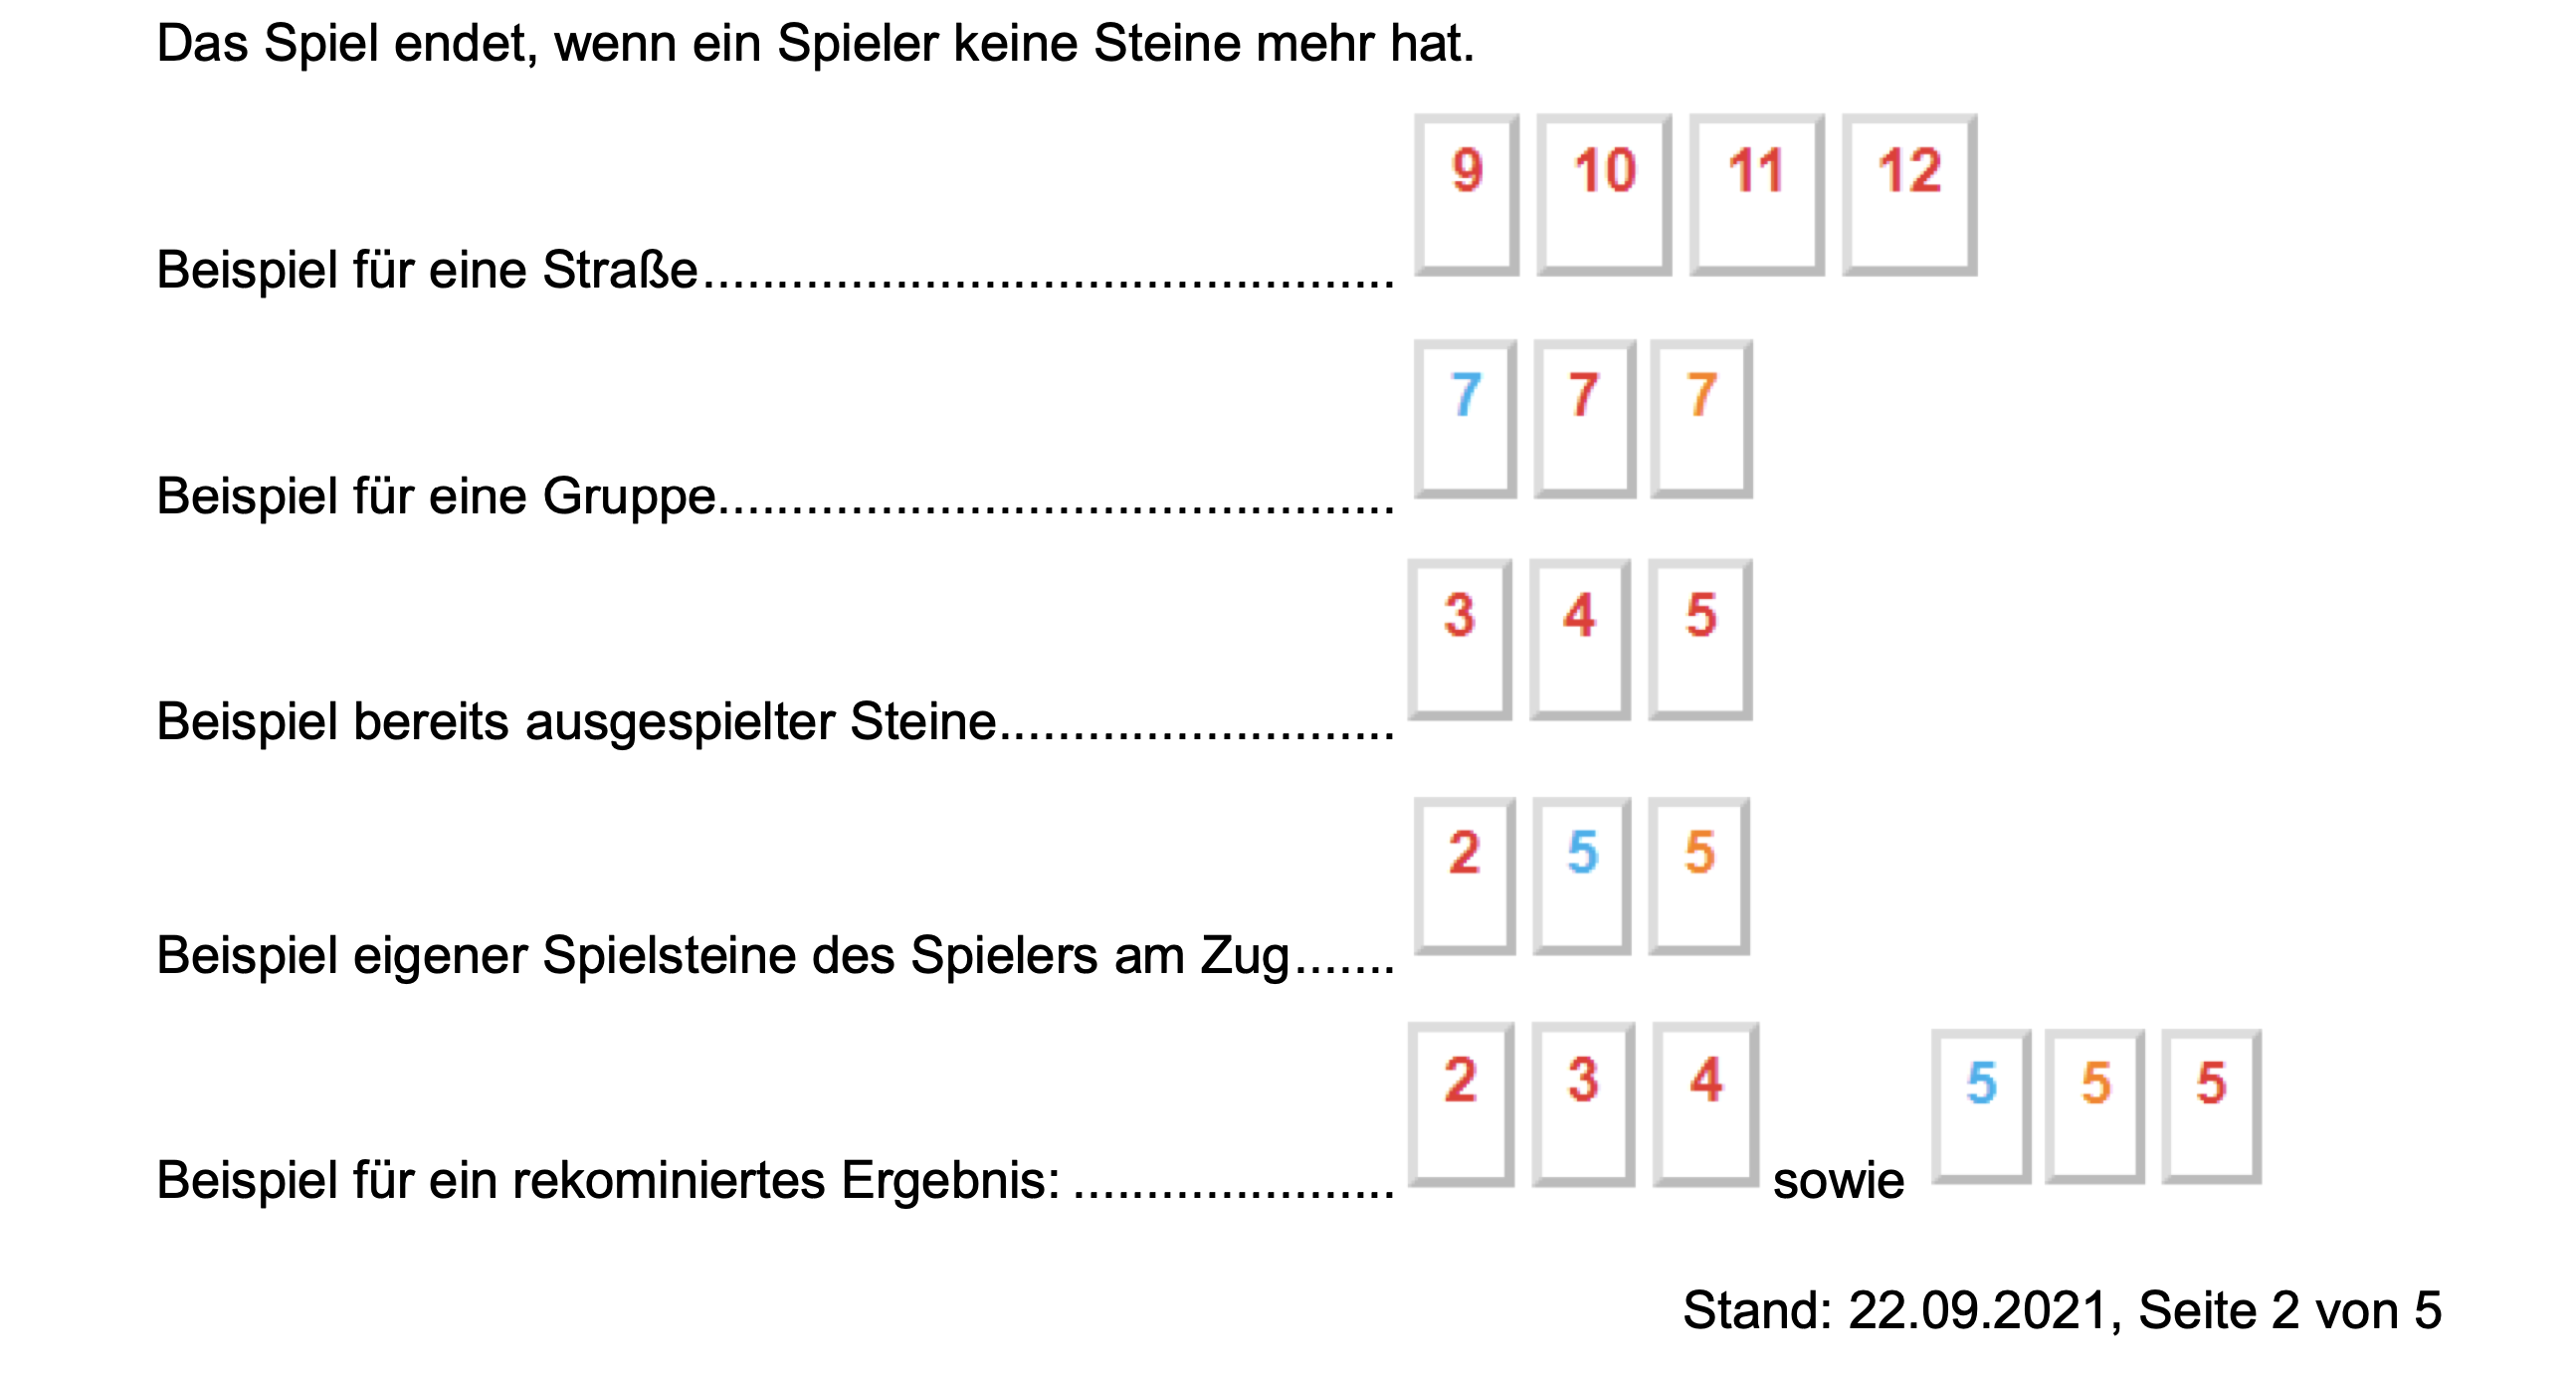 Das Spiel endet, wenn ein Spieler keine Steine mehr hat.
9 10 11 12
Beispiel für eine Straße...............................................
7 7 7
Beispiel für eine Gruppe..............................................
3 4 5
Beispiel bereits ausgespielter Steine...........................
2 5 5
Beispiel eigener Spielsteine des Spielers am Zug.......
2 3 4 5 5 5
Beispiel für ein rekominiertes Ergebnis: ...................... sowie
Stand: 22.09.2021, Seite 2 von 5